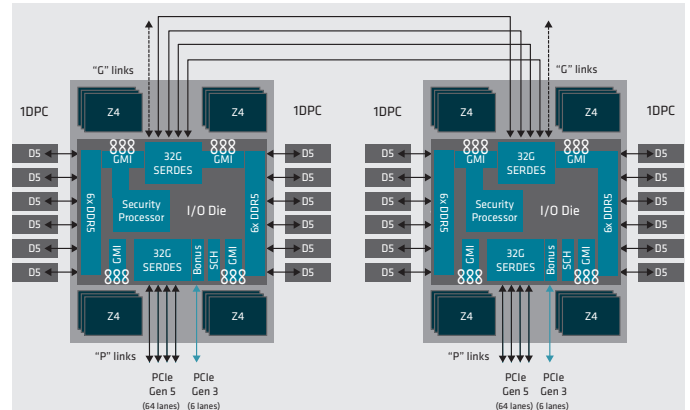 "G" links
"G" links
1DPC
Z4
Z4
1DPC
1DPC
Z4
Z4
1DPC
D5
D5
D5
D5
D5
D5
6x DDR5
GMI
32G
SERDES
GMI
Security
Processor
I/O Die
6x DDR5
GMI
32G
SERDES
Bonus
SCH
GMI
D5
D5
D5
D5
D5
D5
D5
D5
D5
D5
D5
D5
6x DDR5
GMI
32G
SERDES
GMI
Security
Processor
I/O Die
6x DDR5
GMI
32G
SERDES
Bonus
SCH
GMI
D5
D5
D5
D5
D5
D5
Z4
Z4
Z4
Z4
"P" links
"P" links
PCIe
Gen 5
(64 lanes)
PCIe
Gen 3
(6 lanes)
PCIe
Gen 5
(64 lanes)
PCIe
Gen 3
(6 lanes)